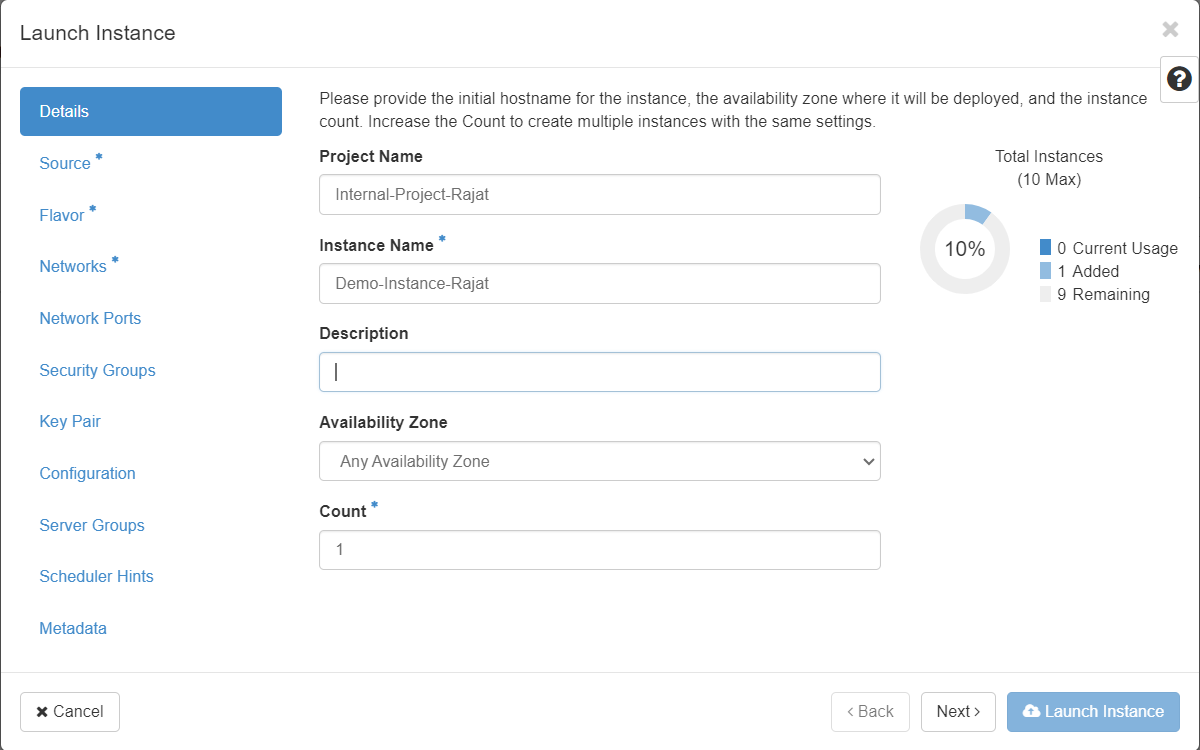 Launch Instance
Details
Source *
Flavor *
Networks *
Network Ports
Security Groups
Key Pair
Configuration
Server Groups
Scheduler Hints
Metadata
Please provide the initial hostname for the instance, the availability zone where it will be deployed, and the instance
count. Increase the Count to create multiple instances with the same settings.
Project Name
Internal-Project-Rajat
Instance Name *
Demo-Instance-Rajat
Description
Availability Zone
Any Availability Zone
Count *
1
Total Instances
(10 Max)
10%
0 Current Usage
1 Added
9 Remaining
Cancel
< Back
Next >
Launch Instance